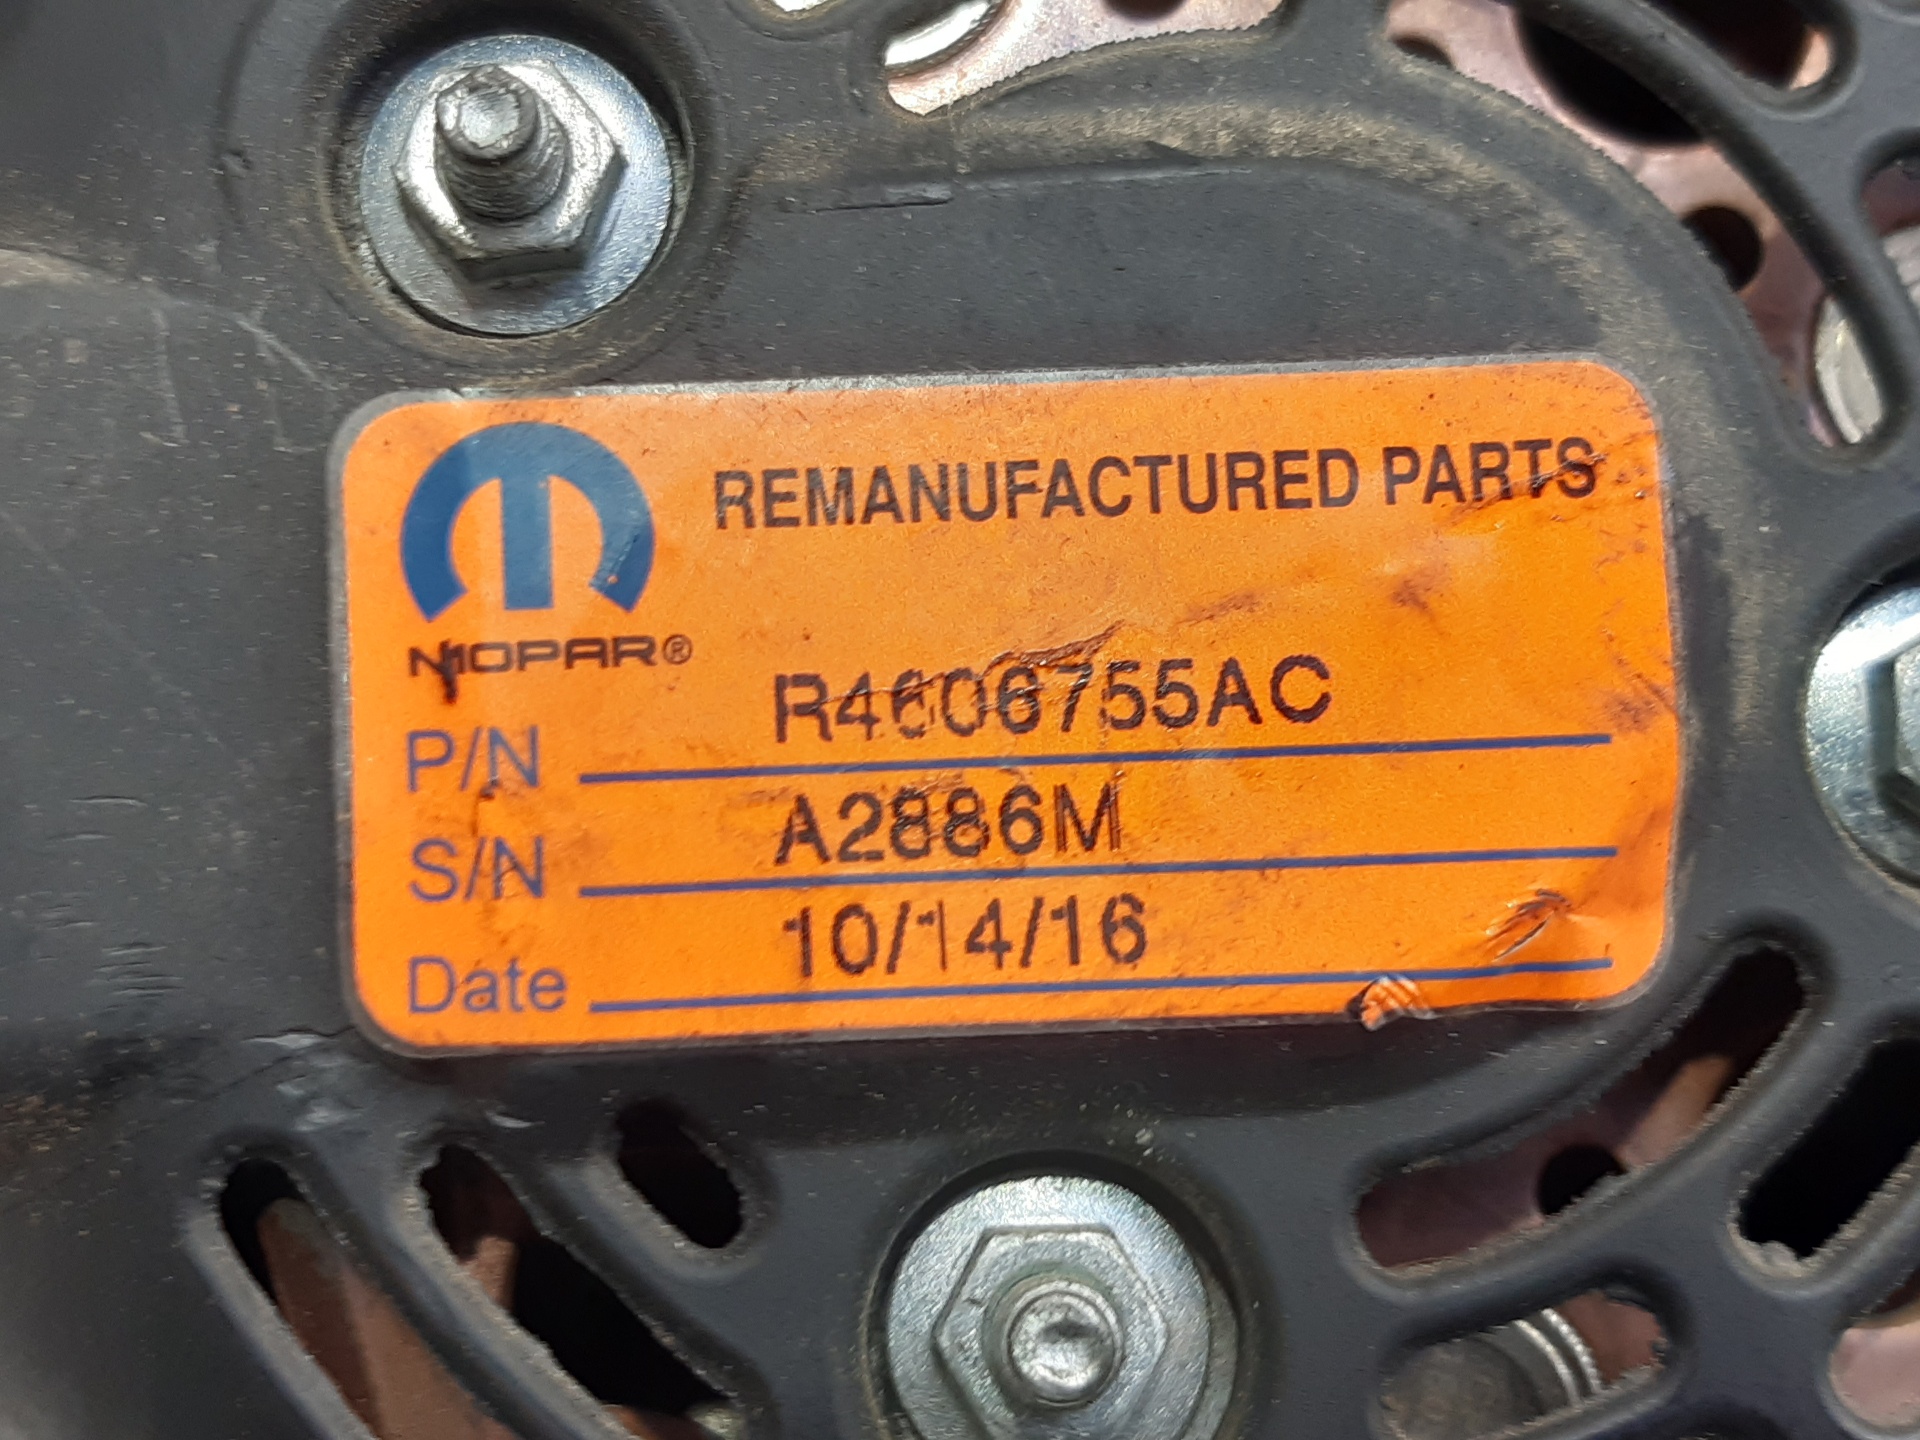 REMANUFACTURED PARTS
MOPAR®
P/N R4606755AC
S/N A2886M
Date 10/14/16